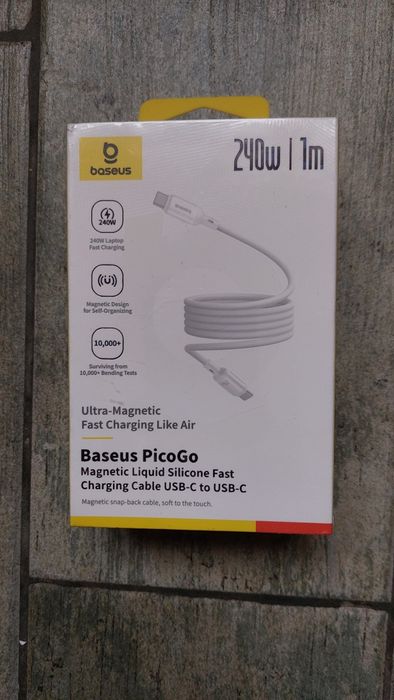 baseus
240w | 1m
240W
240W Laptop
Fast Charging
Magnetic Design
for Self-Organizing
10,000+
Surviving from
10,000+ Bending Tests
Ultra-Magnetic
Fast Charging Like Air
Baseus PicoGo
Magnetic Liquid Silicone Fast
Charging Cable USB-C to USB-C
Magnetic snap-back cable, soft to the touch.